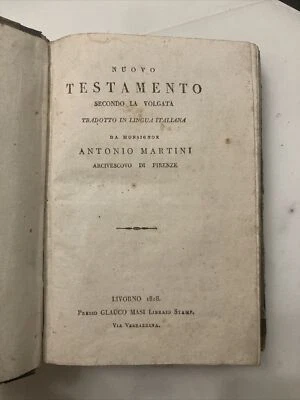 NUOVO
TESTAMENTO
SECONDO LA VOLGATA
TRADOTTO IN LINGUA ITALIANA
DA MONSIGNOR
ANTONIO MARTINI
ARCIVESCOVO DI FIRENZE
LIVORNO 1818.
PRESSO GLAUCO MASI LIBRAIO STAMP.
VIA VERRAZZANA.